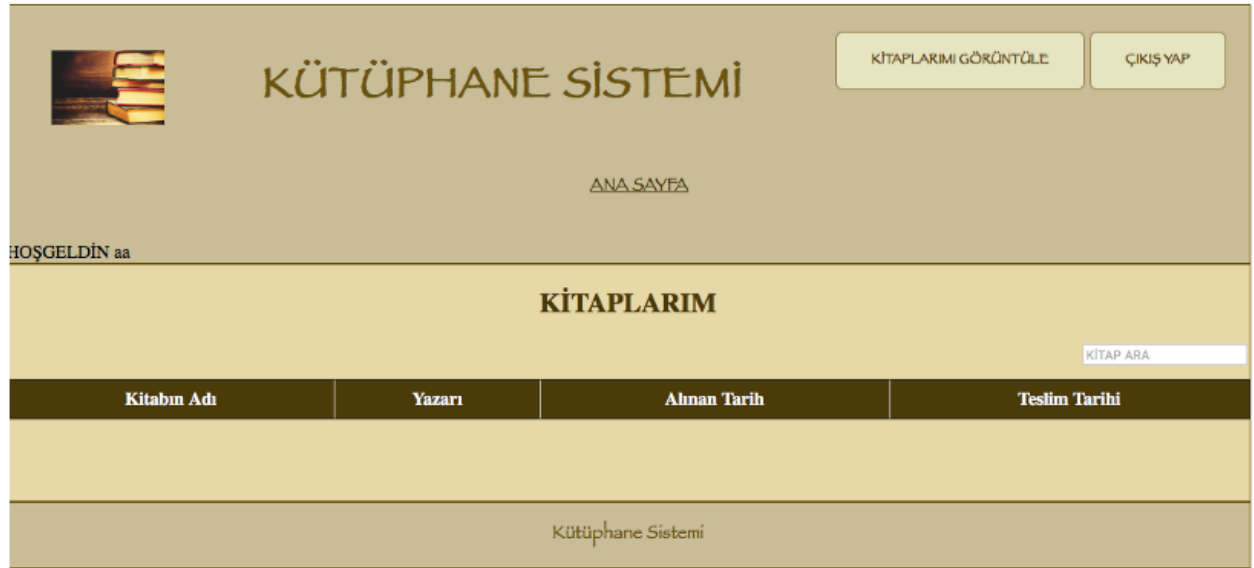 KÜTÜPHANE SİSTEMİ
KİTAPLARIMI GÖRÜNTÜLE
ÇIKIŞ YAP
ANA SAYFA
HOŞGELDİN aa
KİTAPLARIM
KİTAP ARA
Kitabın Adı Yazarı Alınan Tarih Teslim Tarihi
Kütüphane Sistemi